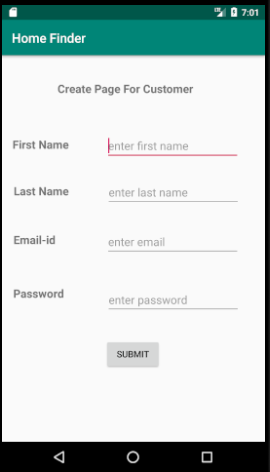 7:01
Home Finder
Create Page For Customer
First Name enter first name
Last Name enter last name
Email-id enter email
Password enter password
SUBMIT